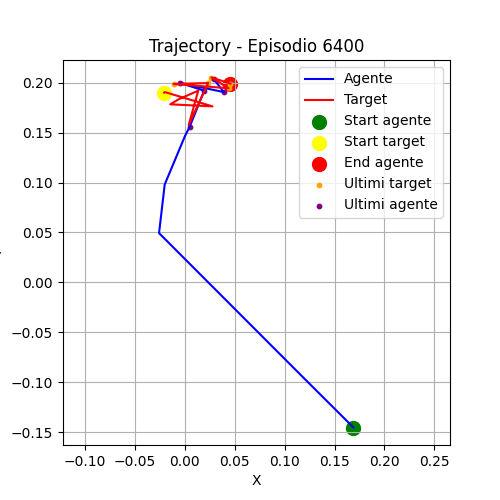 Trajectory - Episodio 6400
Agente
Target
Start agente
Start target
End agente
Ultimi target
Ultimi agente
0.20
0.15
0.10
0.05
0.00
−0.05
−0.10
−0.15
−0.10 −0.05 0.00 0.05 0.10 0.15 0.20 0.25
X